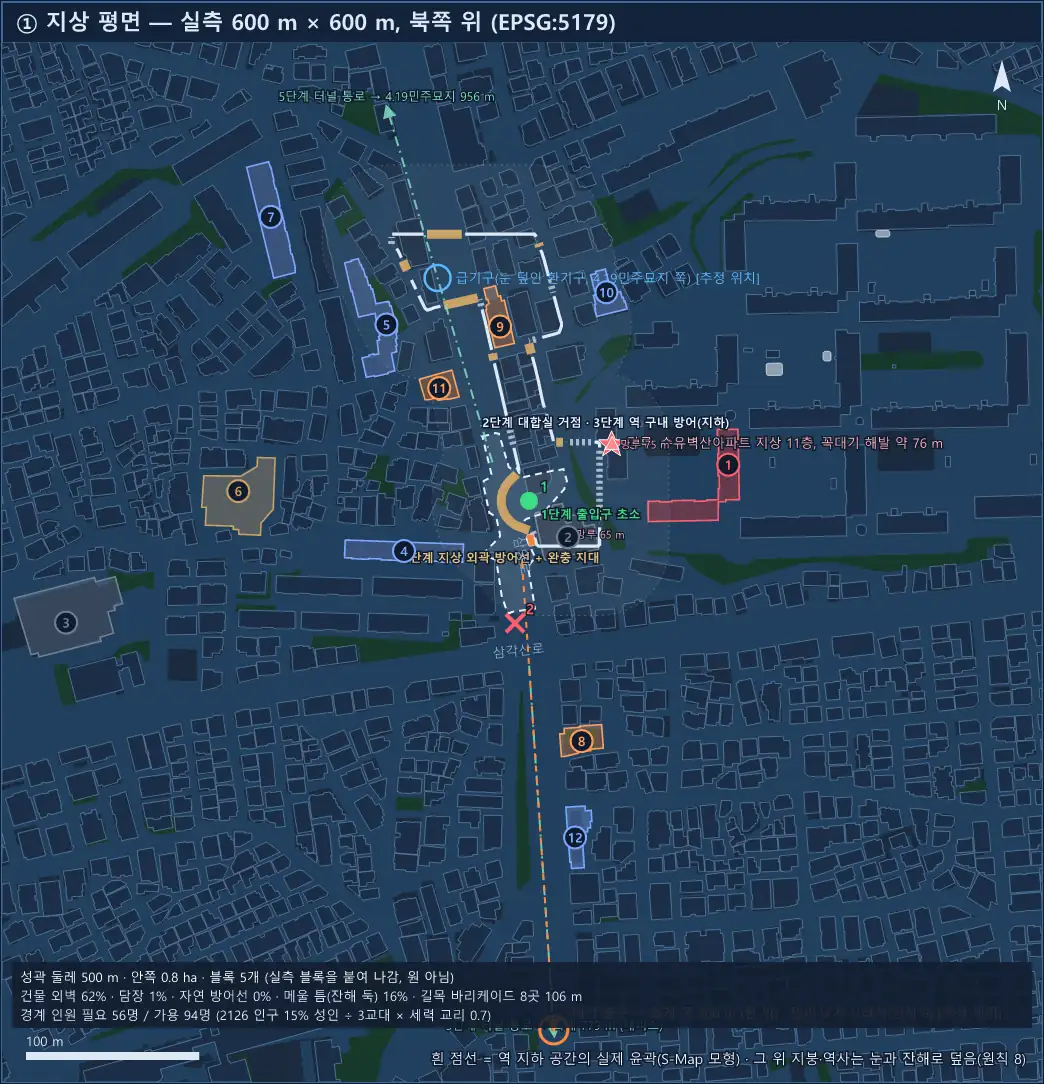 ① 지상 평면 — 실측 600 m × 600 m, 북쪽 위 (EPSG:5179)
5단계 터널 통로 → 4.19민주묘지 956 m
N
7
급기구(눈 덮인 환기구, 4.19민주묘지 쪽) [추정 위치]
10
5
9
11
2단계 대합실 거점 · 3단계 역 구내 방어(지하)
수유벽산아파트 지상 11층, 꼭대기 해발 약 76 m
1
6
1
1단계 출입구 초소
2
망루 65 m
4
단계 지상 외곽 방어선 + 완충 지대
3
2
삼각산로
8
12
성곽 둘레 500 m · 안쪽 0.8 ha · 블록 5개 (실측 블록을 붙여 나감, 원 아님)
건물 외벽 62% · 담장 1% · 자연 방어선 0% · 메울 틈(잔해 둑) 16% · 길목 바리케이드 8곳 106 m
경계 인원 필요 56명 / 가용 94명 (2126 인구 15% 성인 ÷ 3교대 × 세력 교리 0.7)
100 m
흰 점선 = 역 지하 공간의 실제 윤곽(S-Map 모형) · 그 위 지붕·역사는 눈과 잔해로 덮음(원칙 8)